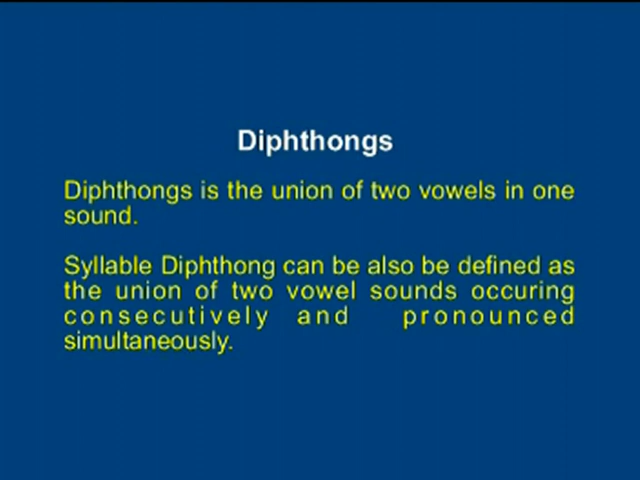 Diphthongs
Diphthongs is the union of two vowels in one
sound.
Syllable Diphthong can be also be defined as
the union of two vowel sounds occuring
consecutively and pronounced
simultaneously.